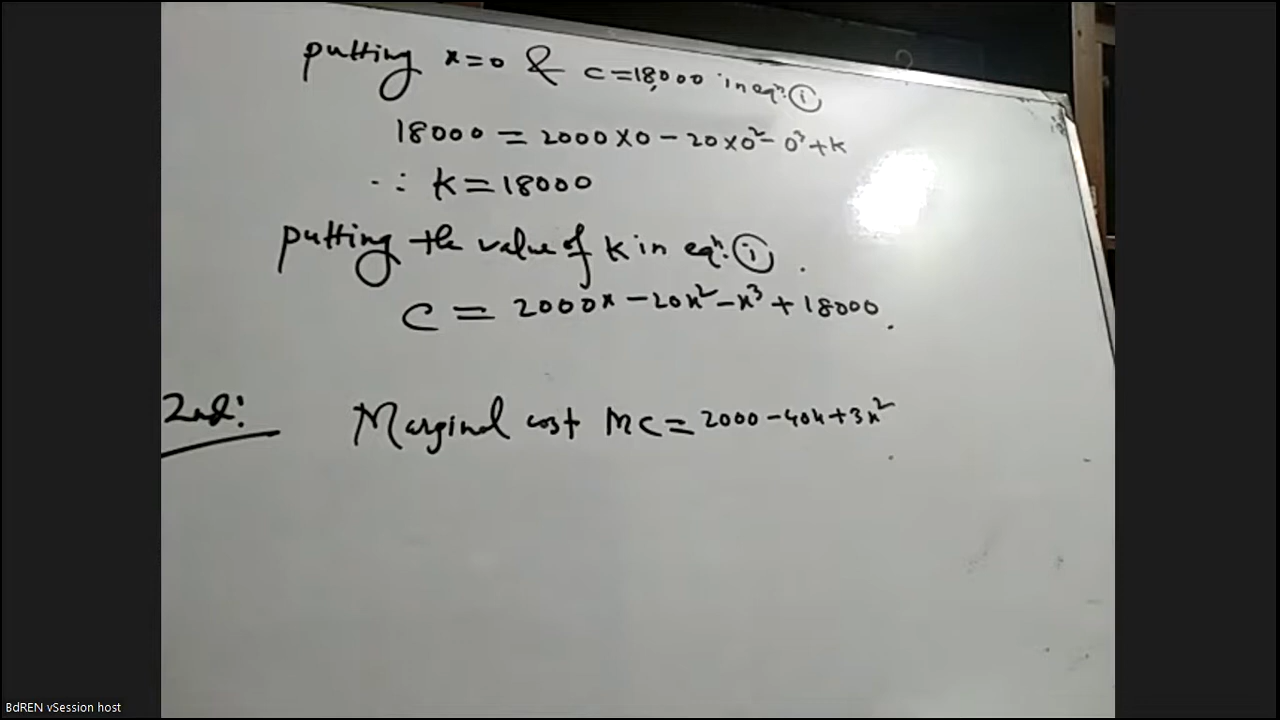 putting x=0 & C=18,000 in eqn. (i)
18000 = 2000×0 - 20×0² - 0³ + k
∴ k = 18000
putting the value of k in eqn. (i).
C = 2000x - 20x² - x³ + 18000.
2nd: Marginal cost MC = 2000 - 40x + 3x²
BdREN vSession host